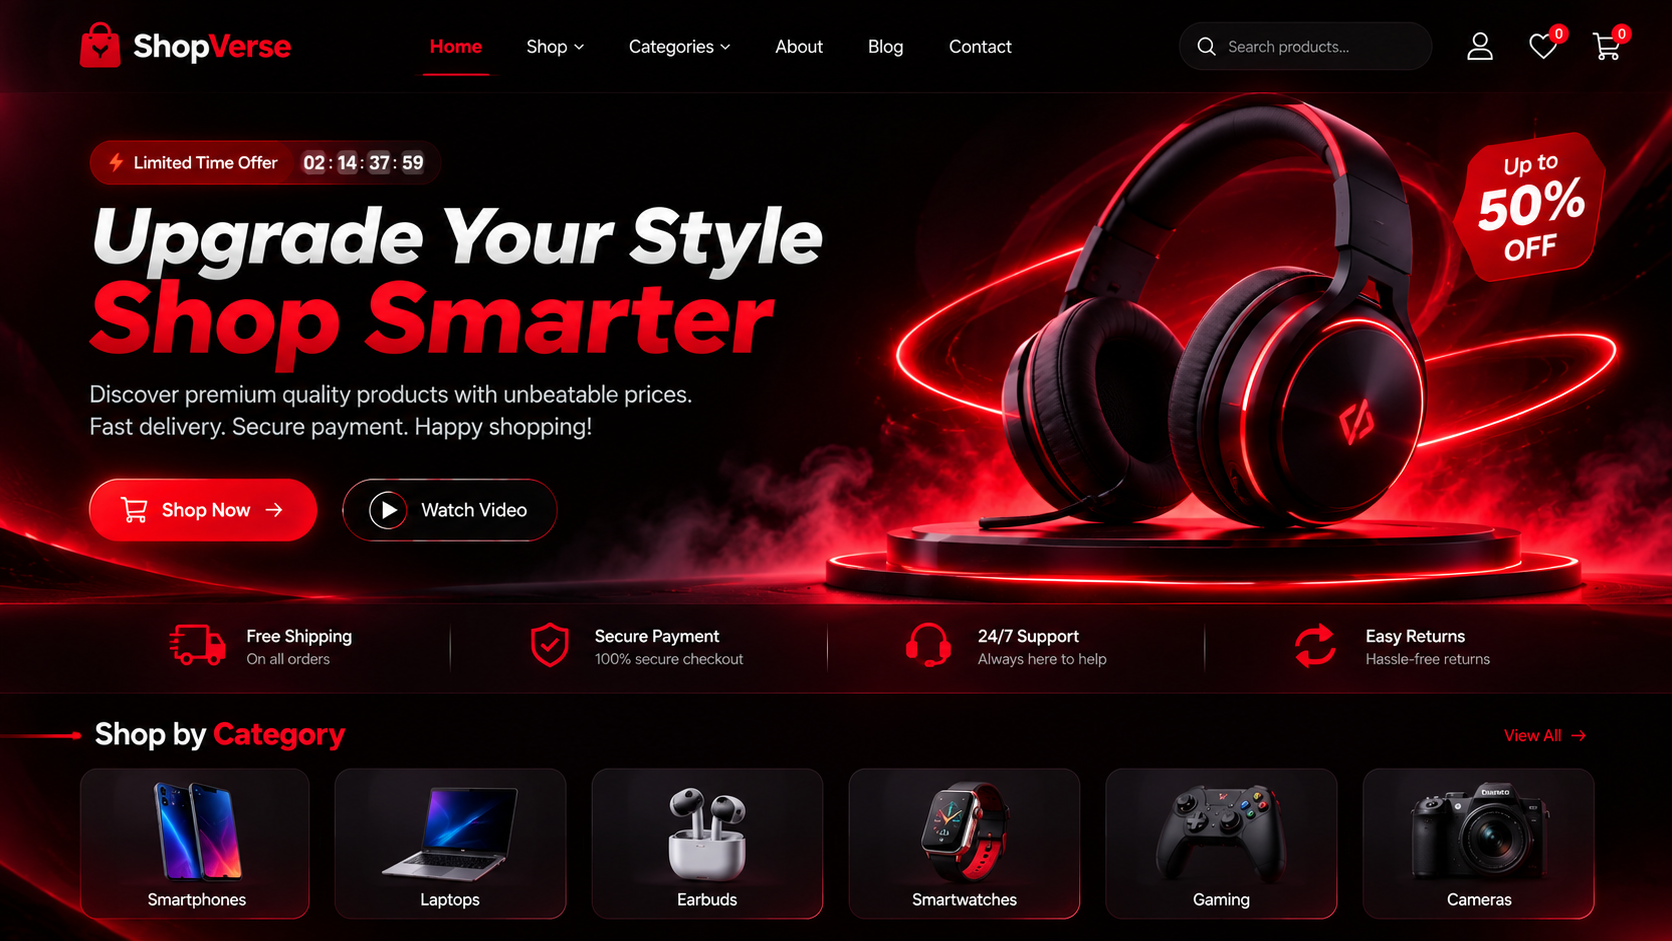 ShopVerse
Home
Shop
Categories
About
Blog
Contact
Search products...
0
0
Limited Time Offer
02 : 14 : 37 : 59
Upgrade Your Style
Shop Smarter
Discover premium quality products with unbeatable prices.
Fast delivery. Secure payment. Happy shopping!
Shop Now
Watch Video
Up to
50%
OFF
Free Shipping
On all orders
Secure Payment
100% secure checkout
24/7 Support
Always here to help
Easy Returns
Hassle-free returns
Shop by Category
View All
Smartphones
Laptops
Earbuds
Smartwatches
Gaming
Cameras